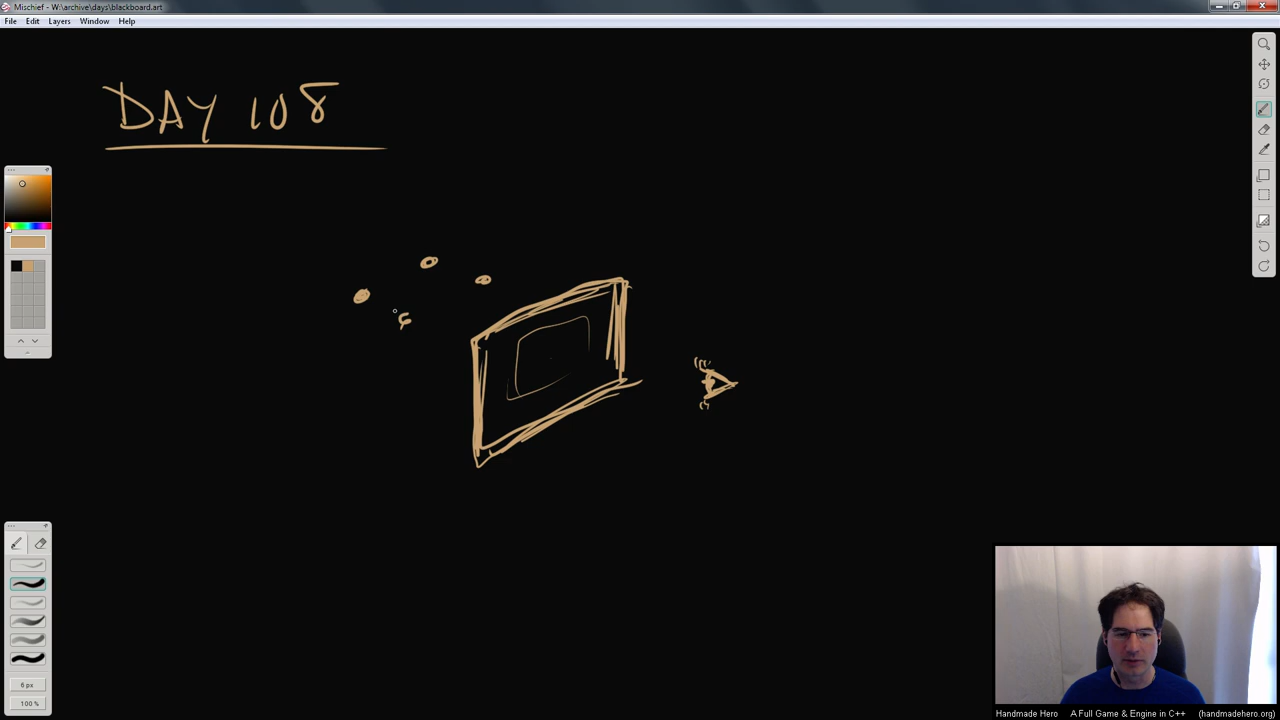 Mischief - W:\archive\days\blackboard.art
File Edit Layers Window Help
DAY 108
6 px
100 %
Handmade Hero A Full Game & Engine in C++ (handmadehero.org)